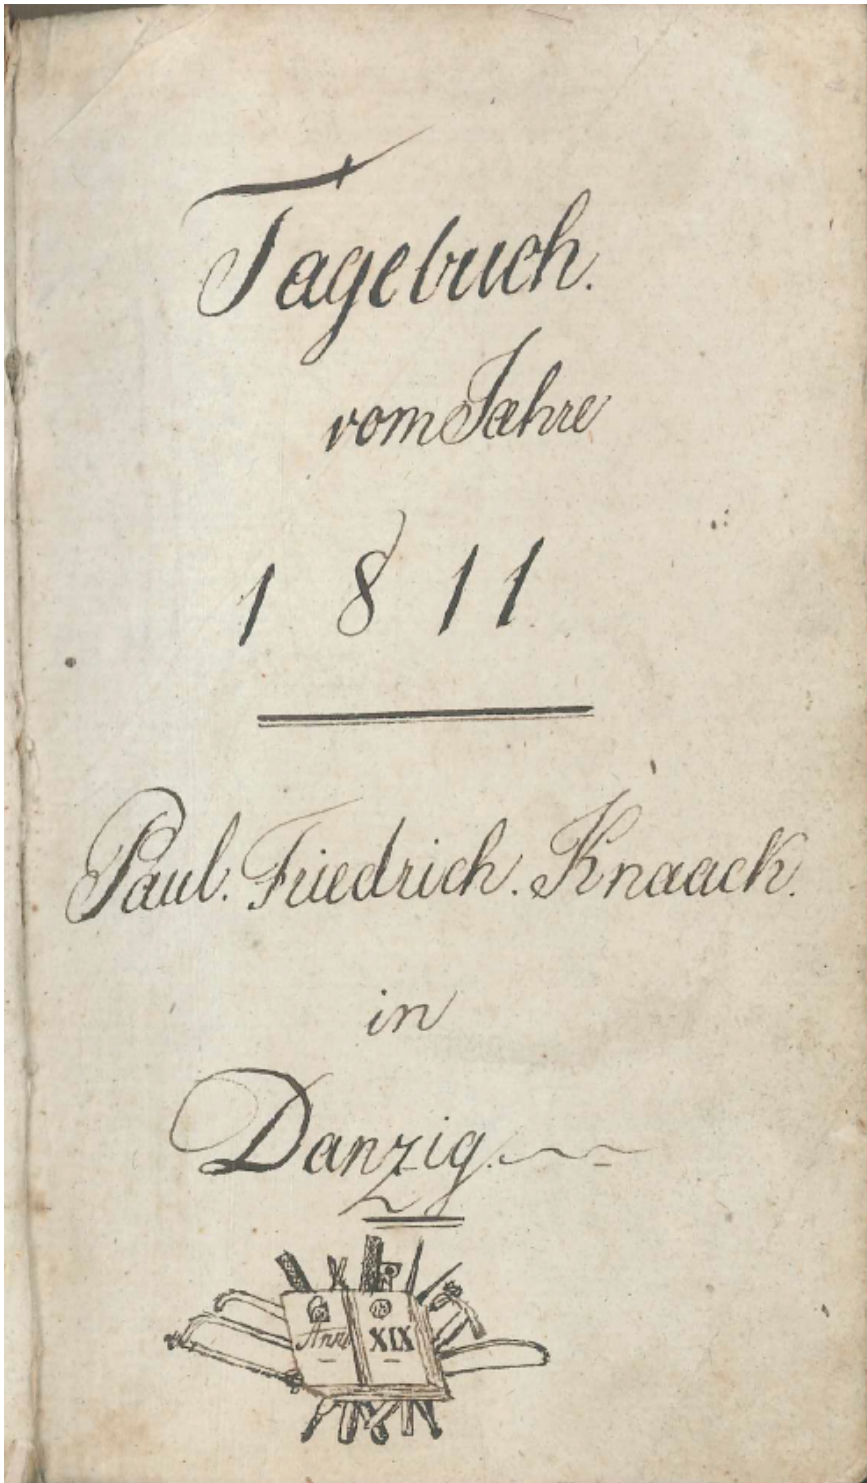 Tagebuch.
vom Jahre
1811
Paul. Friedrich. Knaack.
in
Danzig.
XIX